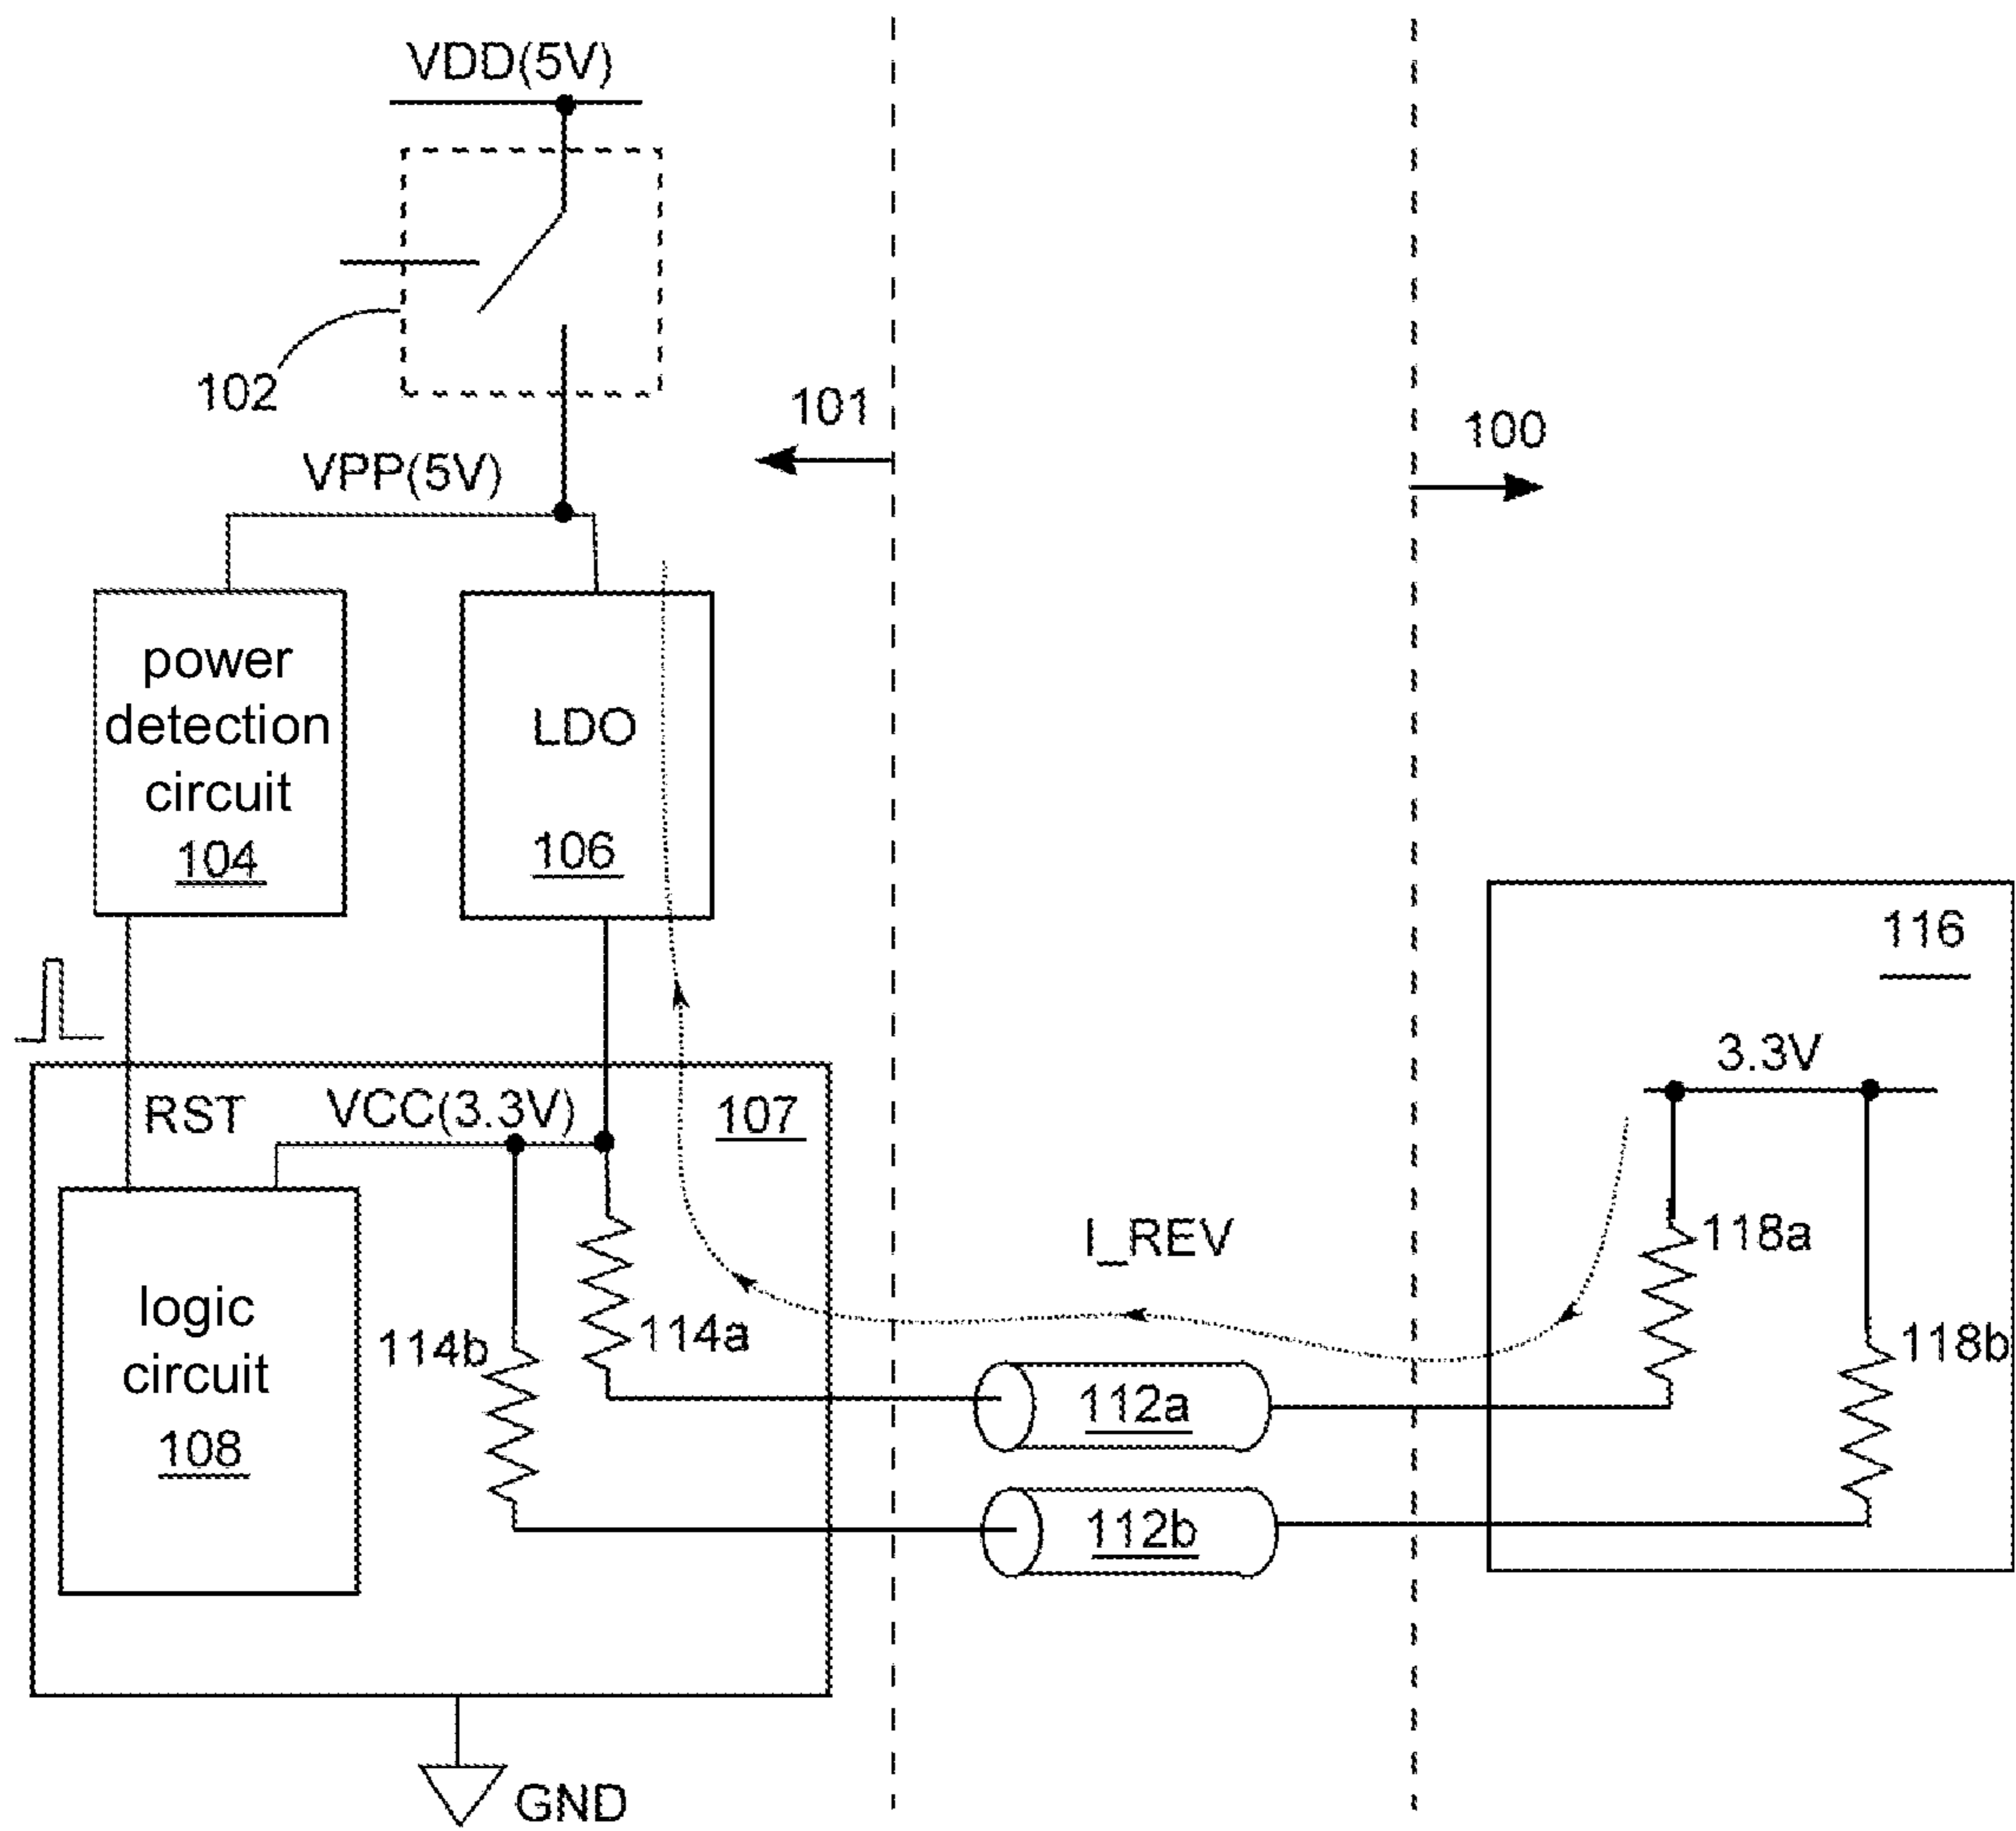 VDD(5V)
102
101
100
VPP(5V)
power
detection
circuit
104
LDO
106
116
3.3V
RST
VCC(3.3V)
107
I_REV
118a
118b
logic
circuit
108
114b
114a
112a
112b
GND